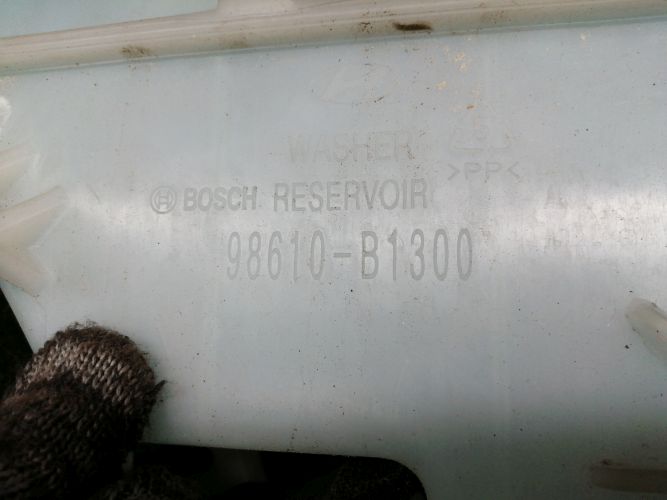 WASHER
>PP<
BOSCH RESERVOIR
98610-B1300